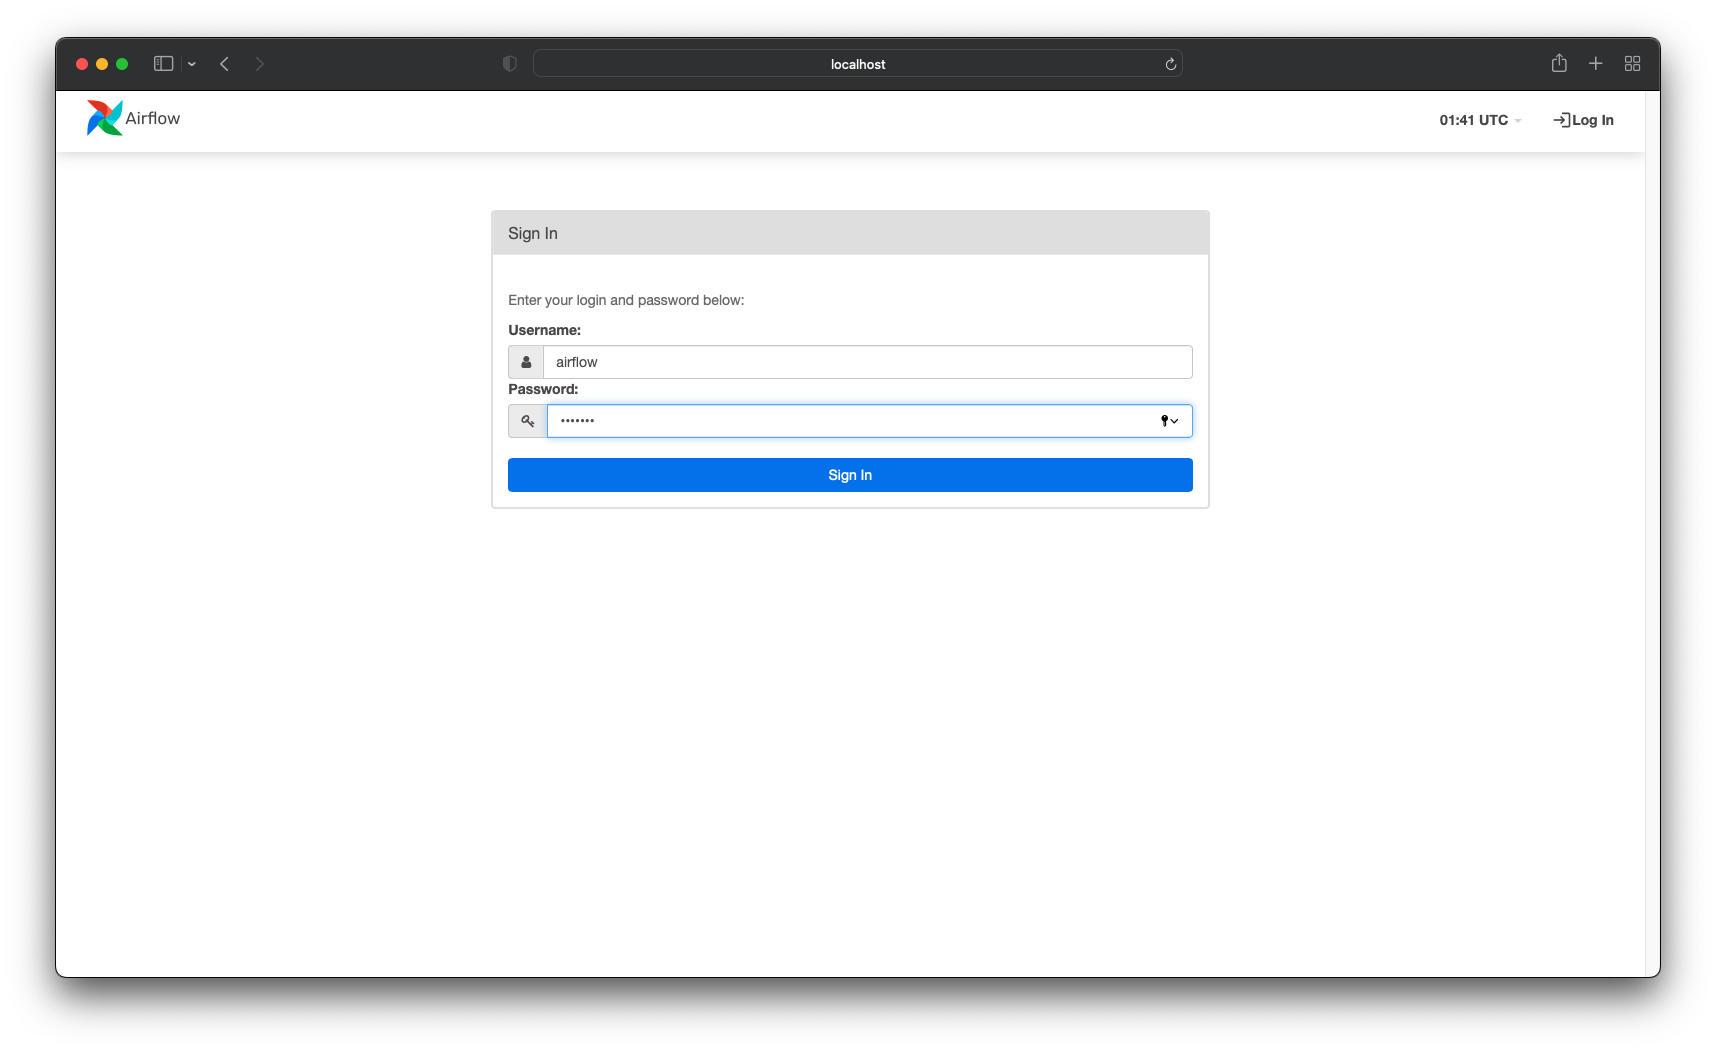 localhost
Airflow
01:41 UTC
Log In
Sign In
Enter your login and password below:
Username:
airflow
Password:
•••••••
Sign In